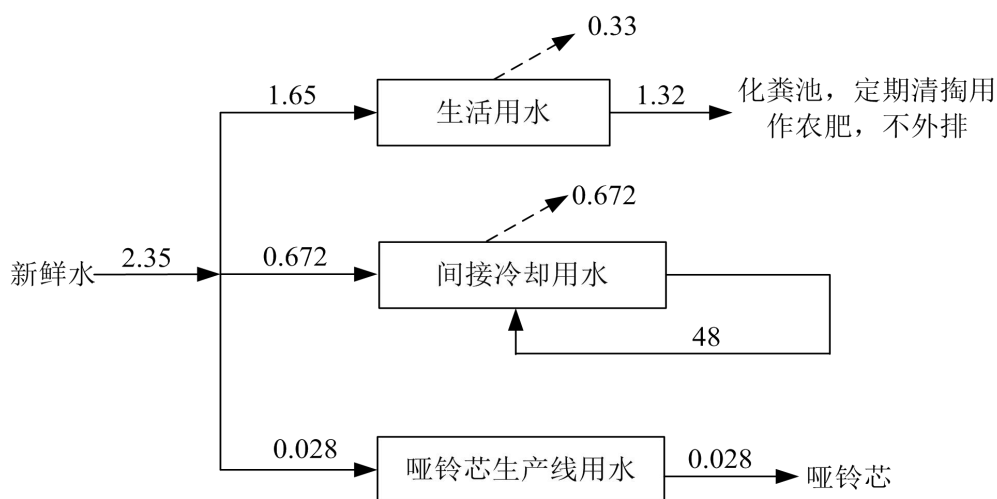 0.33
1.65
生活用水
1.32
化粪池，定期清掏用
作农肥，不外排
0.672
新鲜水
2.35
0.672
间接冷却用水
48
0.028
哑铃芯生产线用水
0.028
哑铃芯